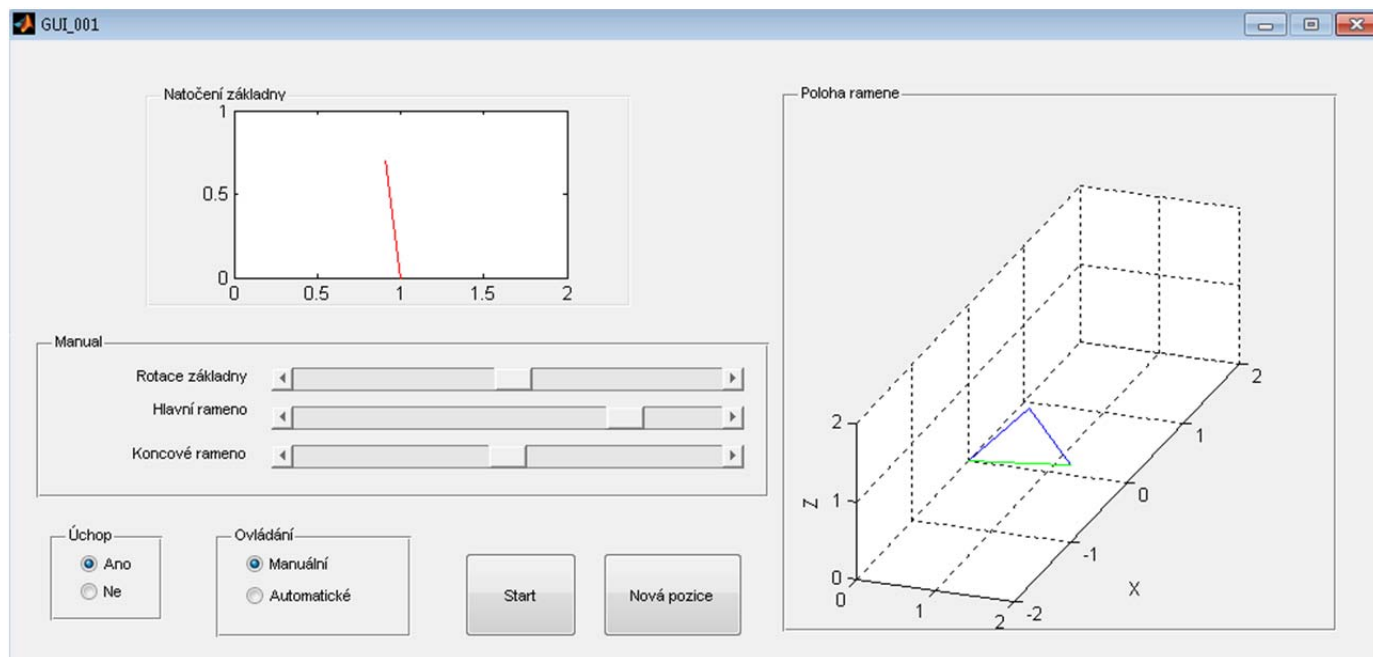 GUI_001
Natočení základny
1
0.5
0
0 0.5 1 1.5 2
Manual
Rotace základny
Hlavní rameno
Koncové rameno
Úchop
Ano
Ne
Ovládání
Manuální
Automatické
Start
Nová pozice
Poloha ramene
2
1
0
Z
0
1
2
-2
-1
0
1
2
X